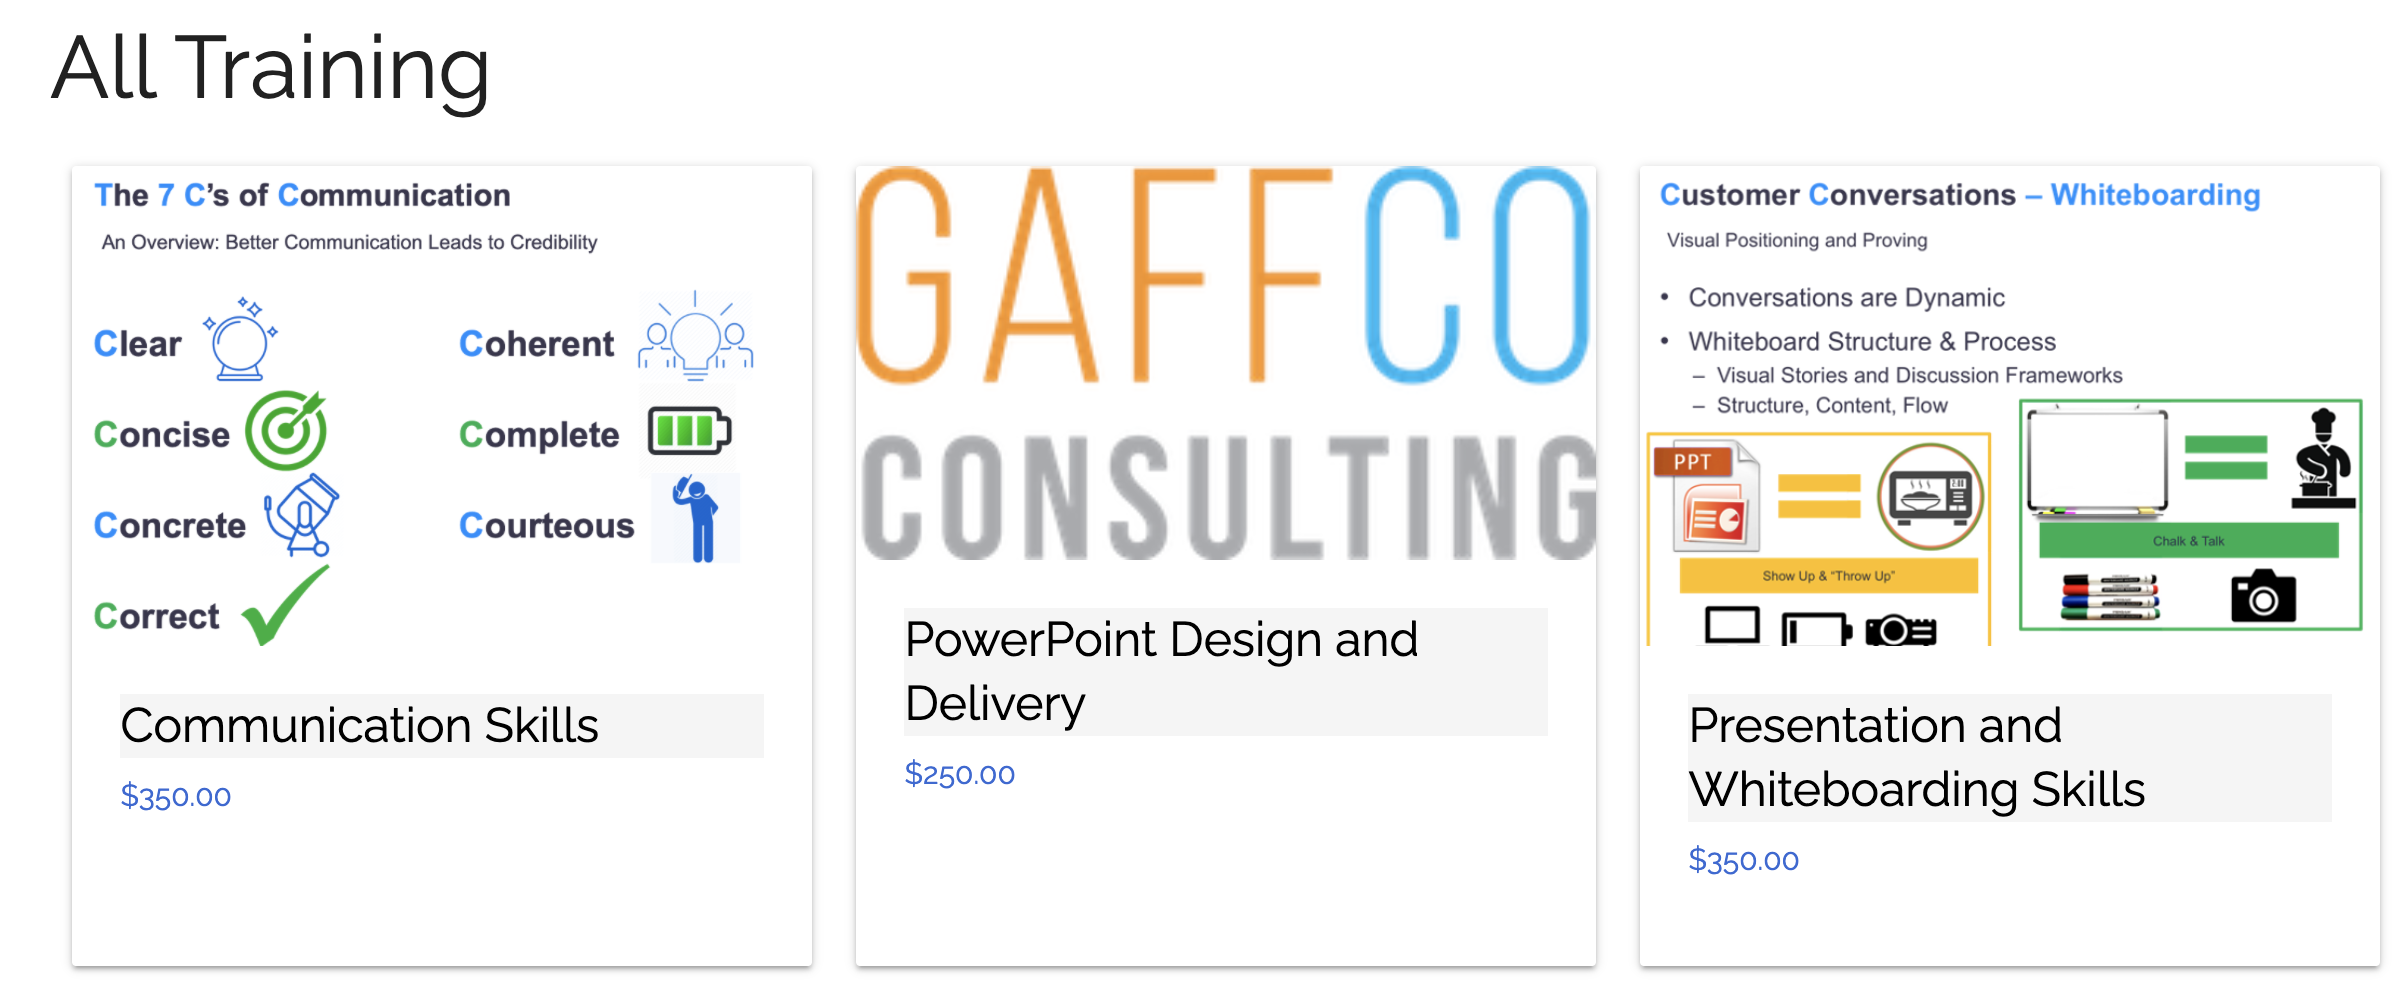 All Training
The 7 C's of Communication
An Overview: Better Communication Leads to Credibility
Clear
Coherent
Concise
Complete
Concrete
Courteous
Correct
Communication Skills
$350.00
GAFFCO
CONSULTING
PowerPoint Design and
Delivery
$250.00
Customer Conversations – Whiteboarding
Visual Positioning and Proving
• Conversations are Dynamic
• Whiteboard Structure & Process
– Visual Stories and Discussion Frameworks
– Structure, Content, Flow
PPT
Show Up & “Throw Up”
Chalk & Talk
Presentation and
Whiteboarding Skills
$350.00